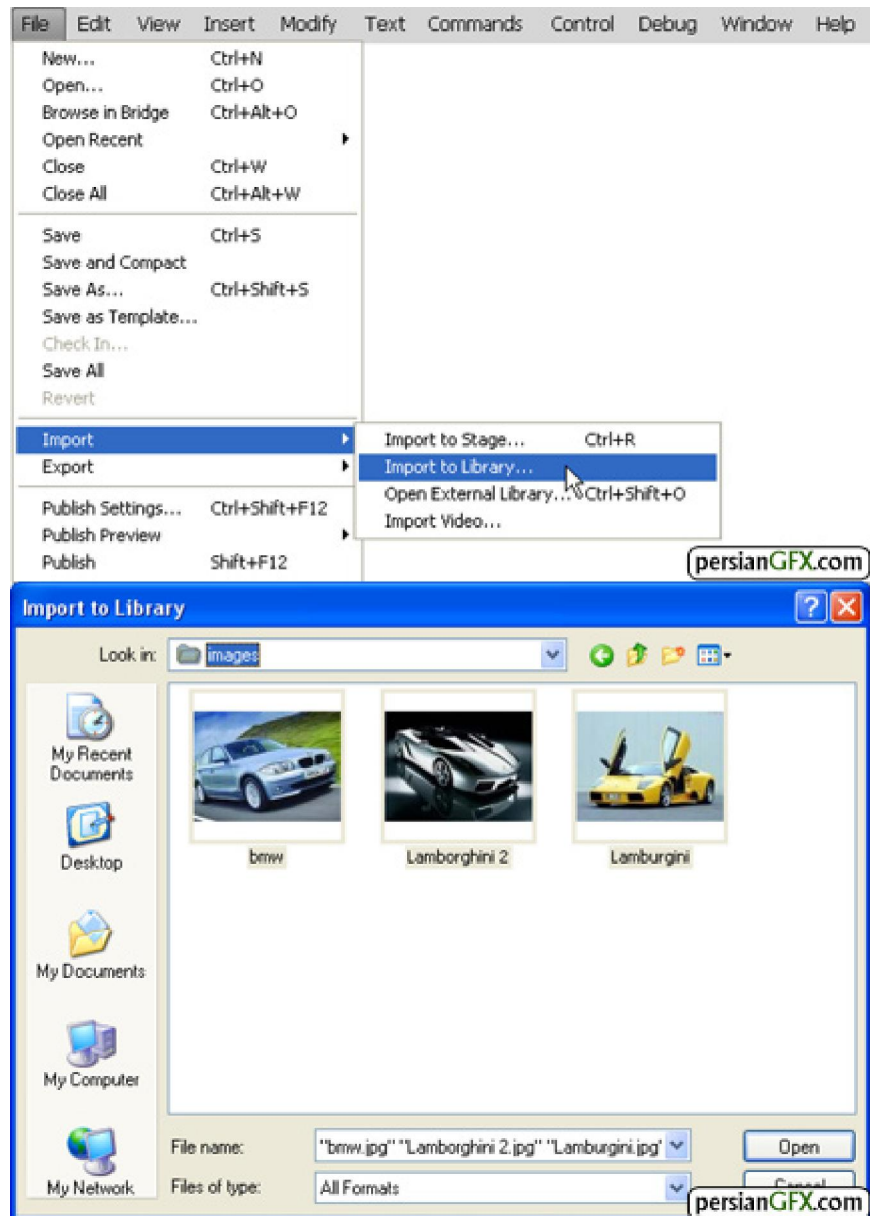 File Edit View Insert Modify Text Commands Control Debug Window Help
New... Ctrl+N
Open... Ctrl+O
Browse in Bridge Ctrl+Alt+O
Open Recent
Close Ctrl+W
Close All Ctrl+Alt+W
Save Ctrl+S
Save and Compact
Save As... Ctrl+Shift+S
Save as Template...
Check In...
Save All
Revert
Import
Export
Import to Stage... Ctrl+R
Import to Library...
Open External Library... Ctrl+Shift+O
Import Video...
Publish Settings... Ctrl+Shift+F12
Publish Preview
Publish Shift+F12
persianGFX.com
Import to Library
Look in: images
My Recent
Documents
Desktop
My Documents
My Computer
My Network
bmw Lamborghini 2 Lamburgini
File name: "bmw.jpg" "Lamborghini 2.jpg" "Lamburgini.jpg" Open
Files of type: All Formats
persianGFX.com